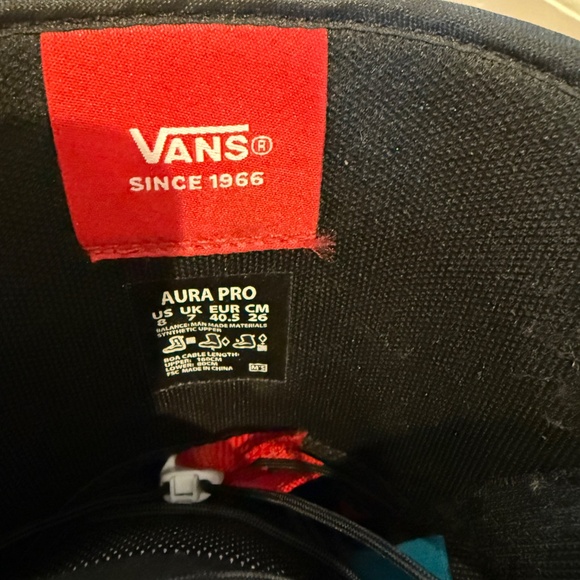 VANS®
SINCE 1966
AURA PRO
US UK EUR CM
8 7 40.5 26
BALANCE: MAN MADE MATERIALS
SYNTHETIC UPPER
BOA CABLE LENGTH:
UPPER: 160CM
LOWER: 80CM
FSC MADE IN CHINA
M'S